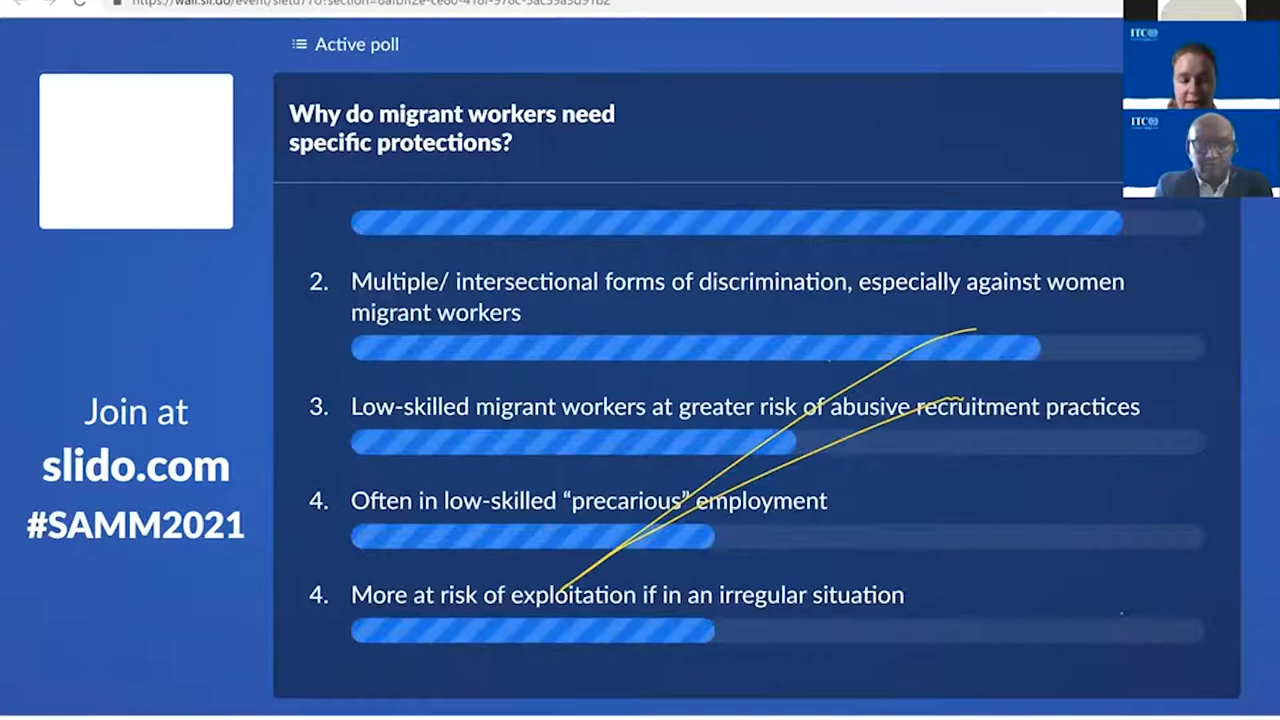 Active poll
Why do migrant workers need
specific protections?
2. Multiple/ intersectional forms of discrimination, especially against women
migrant workers
3. Low-skilled migrant workers at greater risk of abusive recruitment practices
4. Often in low-skilled “precarious” employment
4. More at risk of exploitation if in an irregular situation
Join at
slido.com
#SAMM2021
ITC
ITC